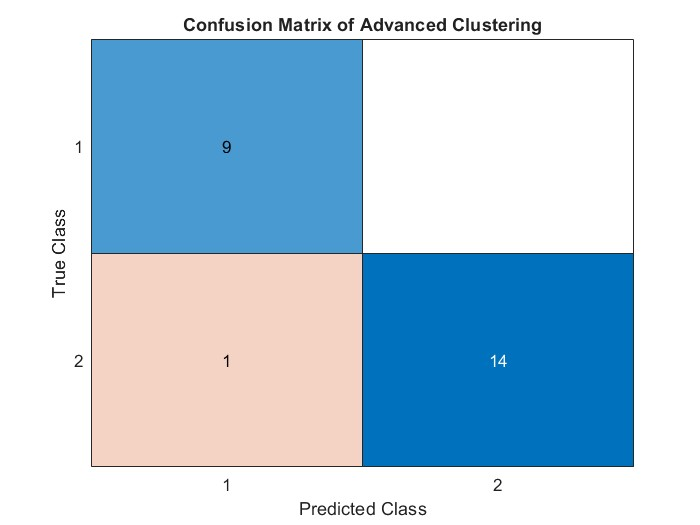 Confusion Matrix of Advanced Clustering
True Class
1
9
2
1
14
1
2
Predicted Class